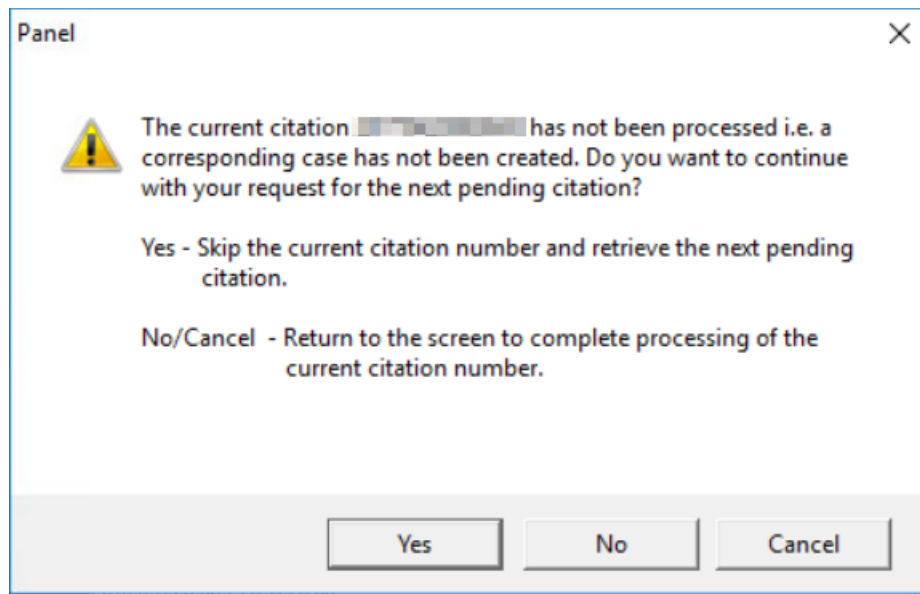 Panel
The current citation has not been processed i.e. a
corresponding case has not been created. Do you want to continue
with your request for the next pending citation?
Yes - Skip the current citation number and retrieve the next pending
citation.
No/Cancel - Return to the screen to complete processing of the
current citation number.
Yes No Cancel